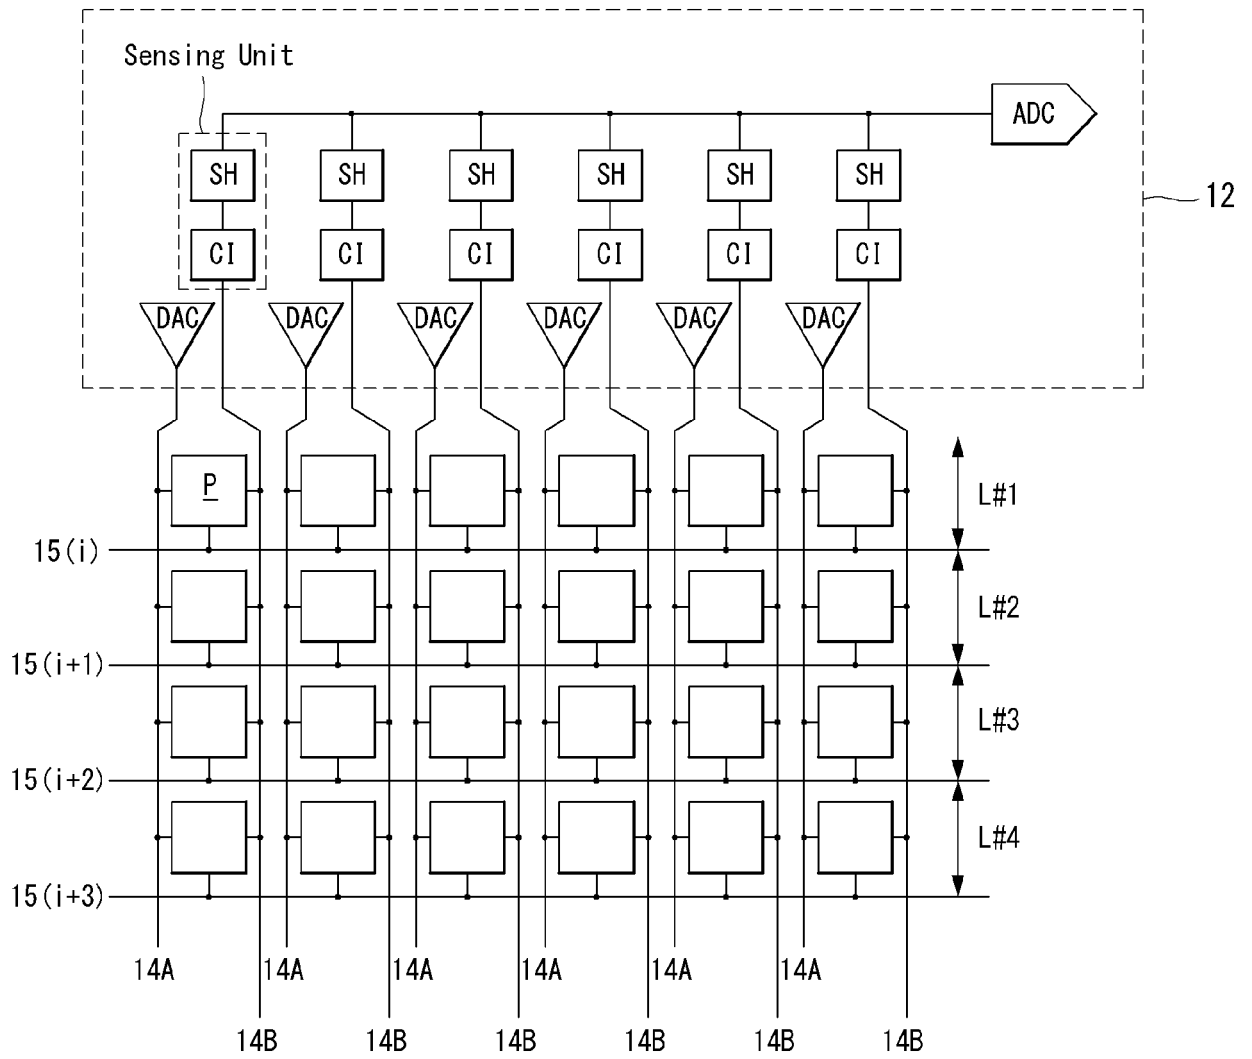 Sensing Unit
ADC
SH SH SH SH SH SH
12
CI CI CI CI CI CI
DAC DAC DAC DAC DAC DAC
P
L#1
15(i)
L#2
15(i+1)
L#3
15(i+2)
L#4
15(i+3)
14A 14A 14A 14A 14A 14A
14B 14B 14B 14B 14B 14B